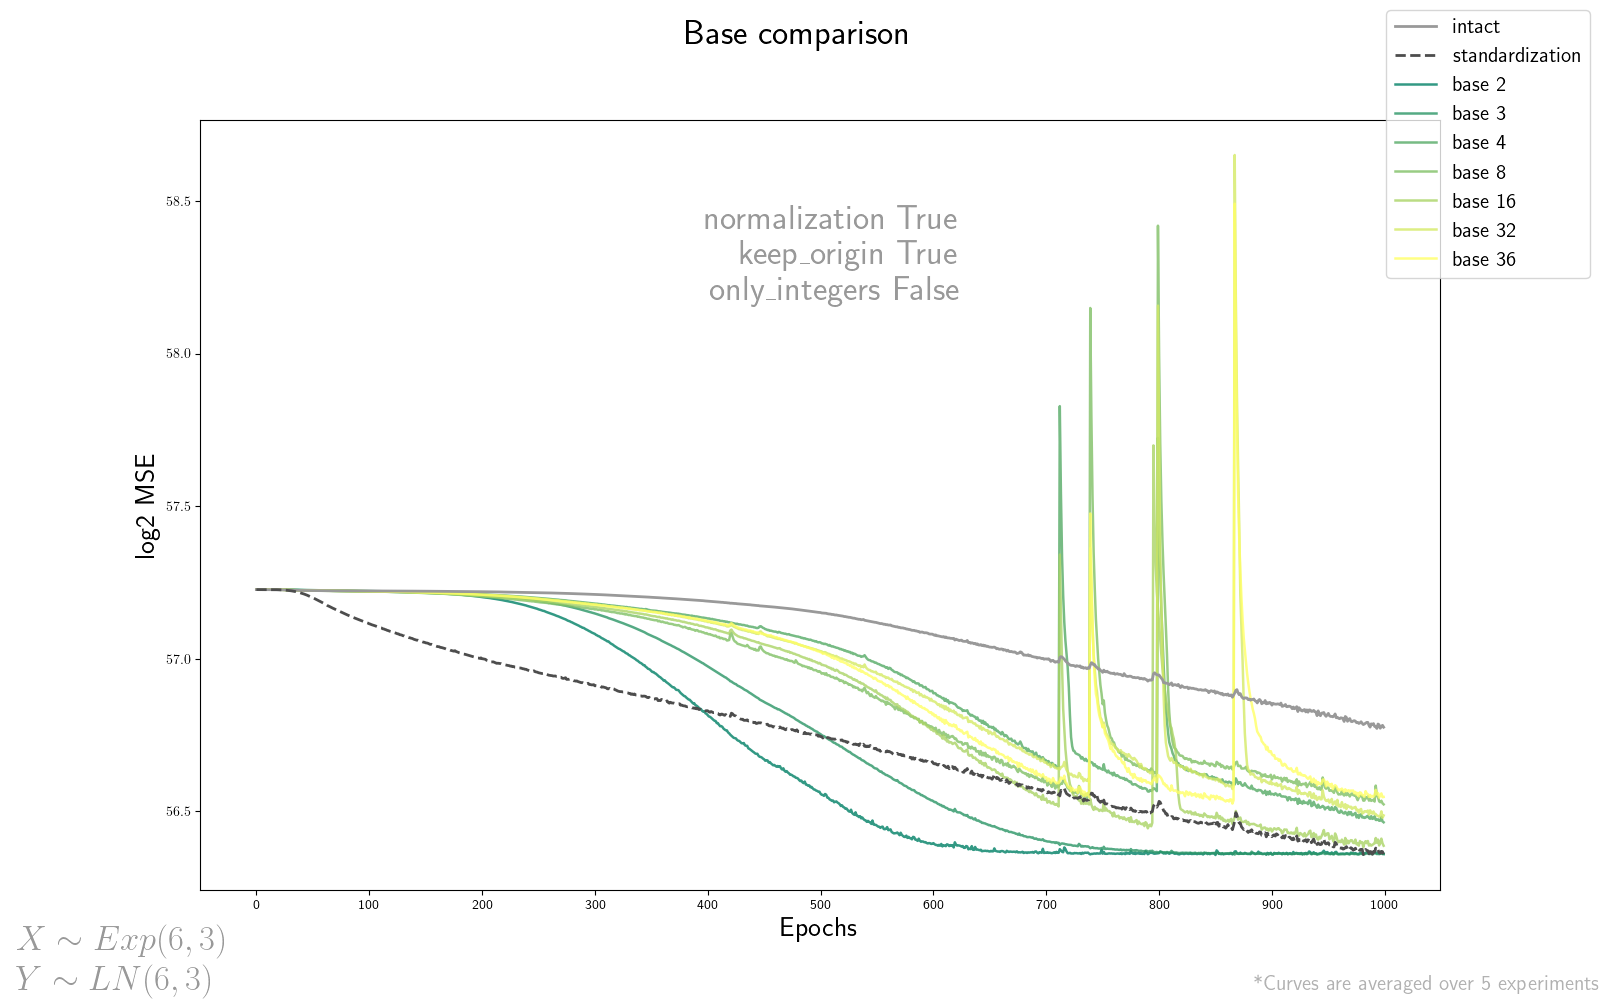 Base comparison
intact
standardization
base 2
base 3
base 4
base 8
base 16
base 32
base 36
normalization True
keep_origin True
only_integers False
58.5
58.0
57.5
57.0
56.5
log2 MSE
0 100 200 300 400 500 600 700 800 900 1000
Epochs
X ∼ Exp(6, 3)
Y ∼ LN(6, 3)
*Curves are averaged over 5 experiments